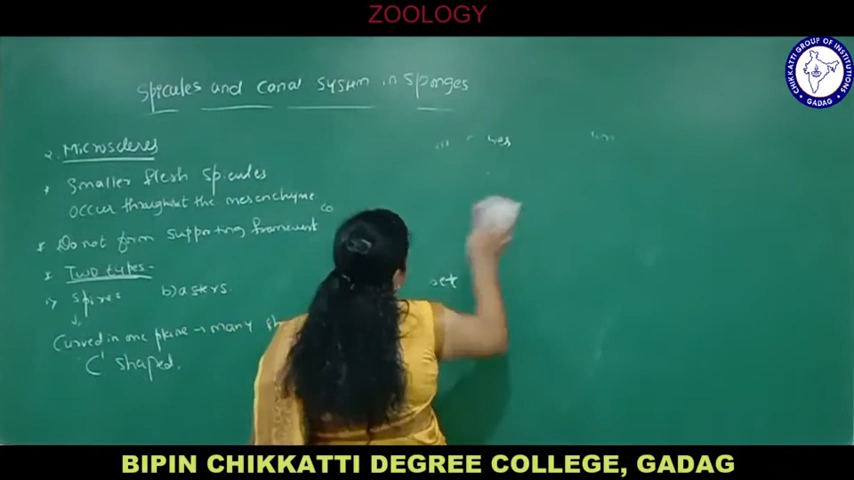 ZOOLOGY
CHIKKATTI GROUP OF INSTITUTIONS
GADAG
Spicules and canal system in Sponges
2. Microscleres
* Smaller flesh spicules
occur throughout the mesenchyme.
co
* Do not form supporting framework
* Two types-
spires b) asters.
Curved in one plane → many
C' shaped.
BIPIN CHIKKATTI DEGREE COLLEGE, GADAG